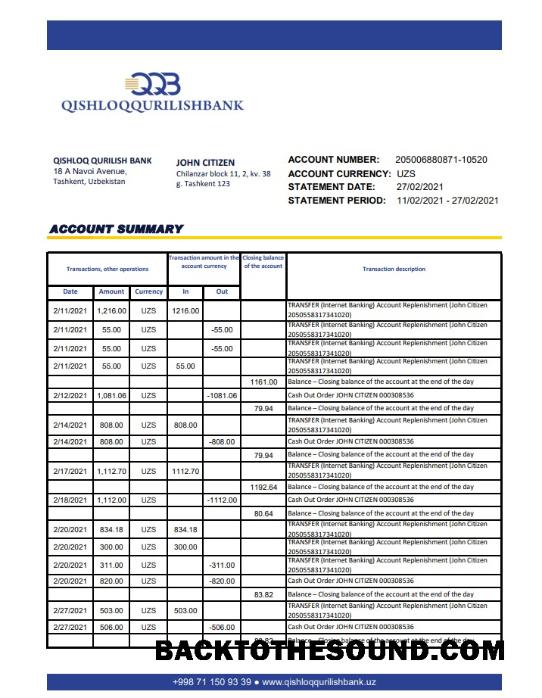 QQB
QISHLOQQURILISHBANK
QISHLOQ QURILISH BANK
18 A Navoi Avenue,
Tashkent, Uzbekistan
JOHN CITIZEN
Chilanzar block 11, 2, kv. 38
g. Tashkent 123
ACCOUNT NUMBER: 205006880871-10520
ACCOUNT CURRENCY: UZS
STATEMENT DATE: 27/02/2021
STATEMENT PERIOD: 11/02/2021 - 27/02/2021
ACCOUNT SUMMARY
Transactions, other operations
Transaction amount in the
account currency
Closing balance
of the account
Transaction description
Date Amount Currency In Out
2/11/2021 1,216.00 UZS 1216.00 TRANSFER (Internet Banking) Account Replenishment (John Citizen
2050558317341020)
2/11/2021 55.00 UZS -55.00 TRANSFER (Internet Banking) Account Replenishment (John Citizen
2050558317341020)
2/11/2021 55.00 UZS -55.00 TRANSFER (Internet Banking) Account Replenishment (John Citizen
2050558317341020)
2/11/2021 55.00 UZS 55.00 TRANSFER (Internet Banking) Account Replenishment (John Citizen
2050558317341020)
1161.00 Balance – Closing balance of the account at the end of the day
2/12/2021 1,081.06 UZS -1081.06 Cash Out Order JOHN CITIZEN 000308536
79.94 Balance – Closing balance of the account at the end of the day
2/14/2021 808.00 UZS 808.00 TRANSFER (Internet Banking) Account Replenishment (John Citizen
2050558317341020)
2/14/2021 808.00 UZS -808.00 Cash Out Order JOHN CITIZEN 000308536
79.94 Balance – Closing balance of the account at the end of the day
2/17/2021 1,112.70 UZS 1112.70 TRANSFER (Internet Banking) Account Replenishment (John Citizen
2050558317341020)
1192.64 Balance – Closing balance of the account at the end of the day
2/18/2021 1,112.00 UZS -1112.00 Cash Out Order JOHN CITIZEN 000308536
80.64 Balance – Closing balance of the account at the end of the day
2/20/2021 834.18 UZS 834.18 TRANSFER (Internet Banking) Account Replenishment (John Citizen
2050558317341020)
2/20/2021 300.00 UZS 300.00 TRANSFER (Internet Banking) Account Replenishment (John Citizen
2050558317341020)
2/20/2021 311.00 UZS -311.00 TRANSFER (Internet Banking) Account Replenishment (John Citizen
2050558317341020)
2/20/2021 820.00 UZS -820.00 Cash Out Order JOHN CITIZEN 000308536
83.82 Balance – Closing balance of the account at the end of the day
2/27/2021 503.00 UZS 503.00 TRANSFER (Internet Banking) Account Replenishment (John Citizen
2050558317341020)
2/27/2021 506.00 UZS -506.00 Cash Out Order JOHN CITIZEN 000308536
Balance – Closing balance of the account at the end of the day
BACKTOTHESOUND.COM
+998 71 150 93 39 ● www.qishloqqurilishbank.uz